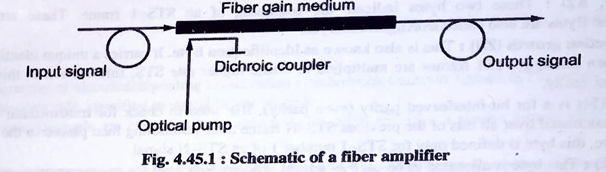 Fiber gain medium
Input signal
Dichroic coupler
Output signal
Optical pump
Fig. 4.45.1 : Schematic of a fiber amplifier